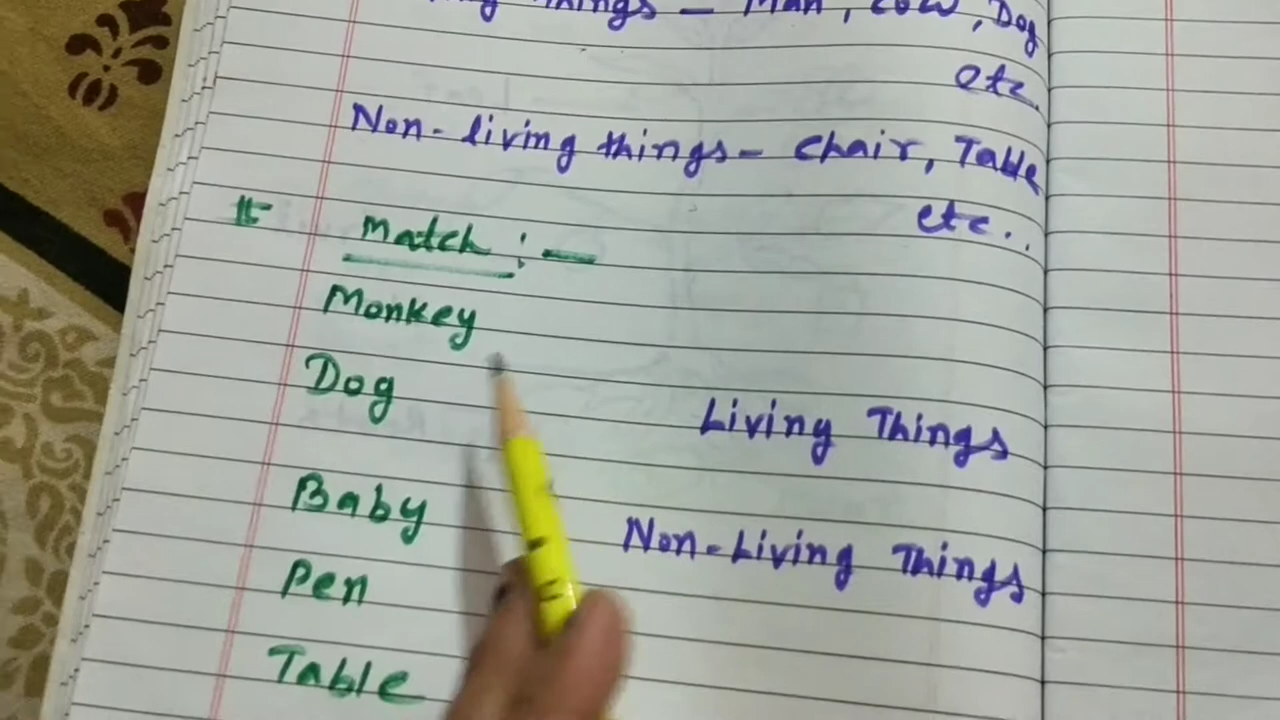 Things – Man, Cow, Dog
etc.
Non-living things – Chair, Table
etc..
Match :–
Monkey
Dog
Living Things
Baby
Non-Living Things
Pen
Table